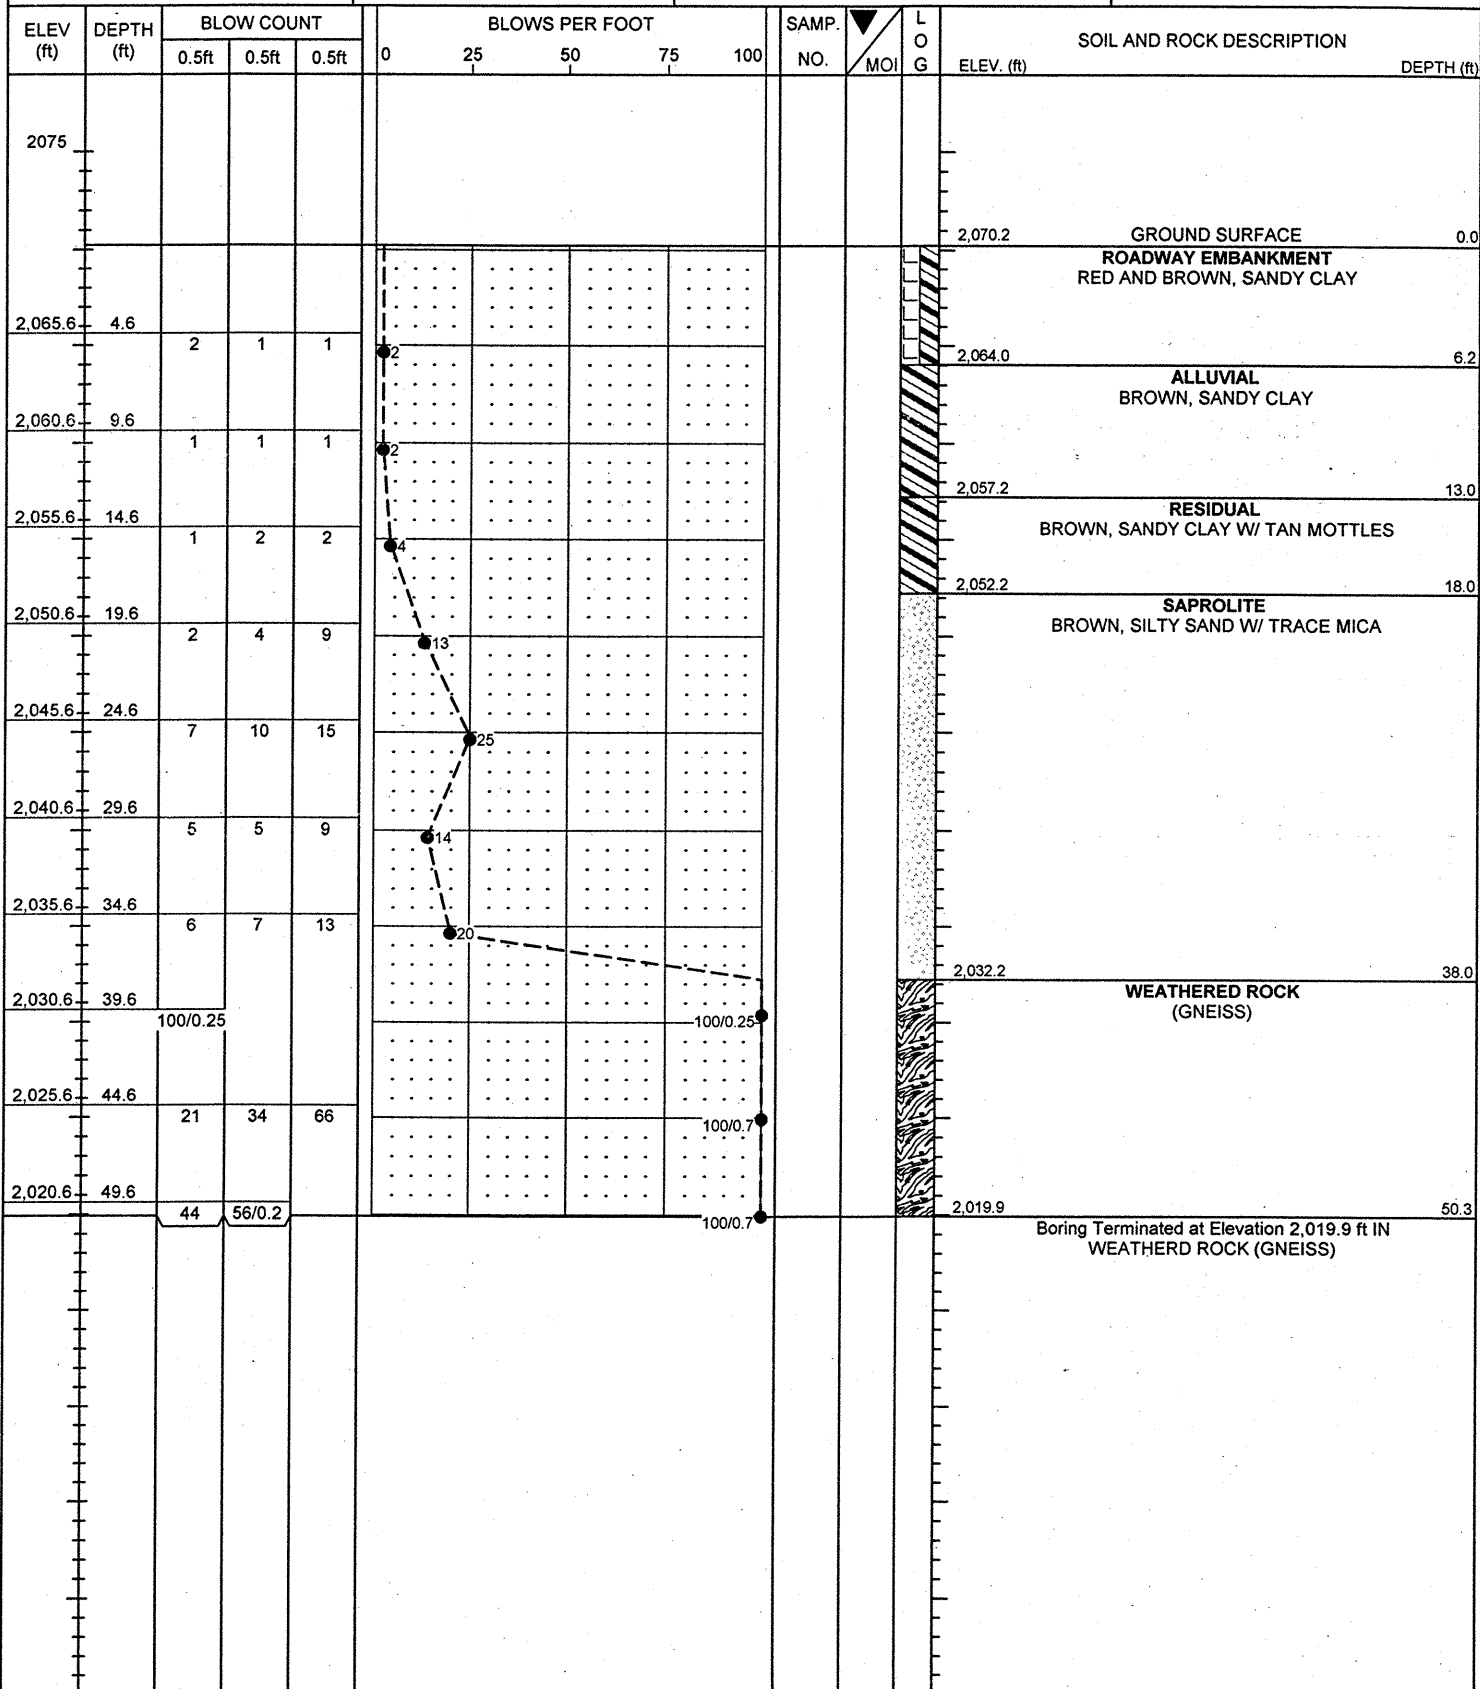 ELEV (ft) DEPTH (ft) BLOW COUNT 0.5ft 0.5ft 0.5ft BLOWS PER FOOT 0 25 50 75 100 SAMP. NO. MOI LOG SOIL AND ROCK DESCRIPTION ELEV. (ft) DEPTH (ft)
2075
2,070.2 GROUND SURFACE 0.0
ROADWAY EMBANKMENT
RED AND BROWN, SANDY CLAY
2,065.6 4.6
2 1 1 2
2,064.0 6.2
ALLUVIAL
BROWN, SANDY CLAY
2,060.6 9.6
1 1 1 2
2,057.2 13.0
RESIDUAL
2,055.6 14.6
BROWN, SANDY CLAY W/ TAN MOTTLES
1 2 2 4
2,052.2 18.0
SAPROLITE
2,050.6 19.6
BROWN, SILTY SAND W/ TRACE MICA
2 4 9 13
2,045.6 24.6
7 10 15 25
2,040.6 29.6
5 5 9 14
2,035.6 34.6
6 7 13 20
2,032.2 38.0
WEATHERED ROCK
2,030.6 39.6
(GNEISS)
100/0.25 100/0.25
2,025.6 44.6
21 34 66 100/0.7
2,020.6 49.6
44 56/0.2 100/0.7
2,019.9 50.3
Boring Terminated at Elevation 2,019.9 ft IN
WEATHERD ROCK (GNEISS)